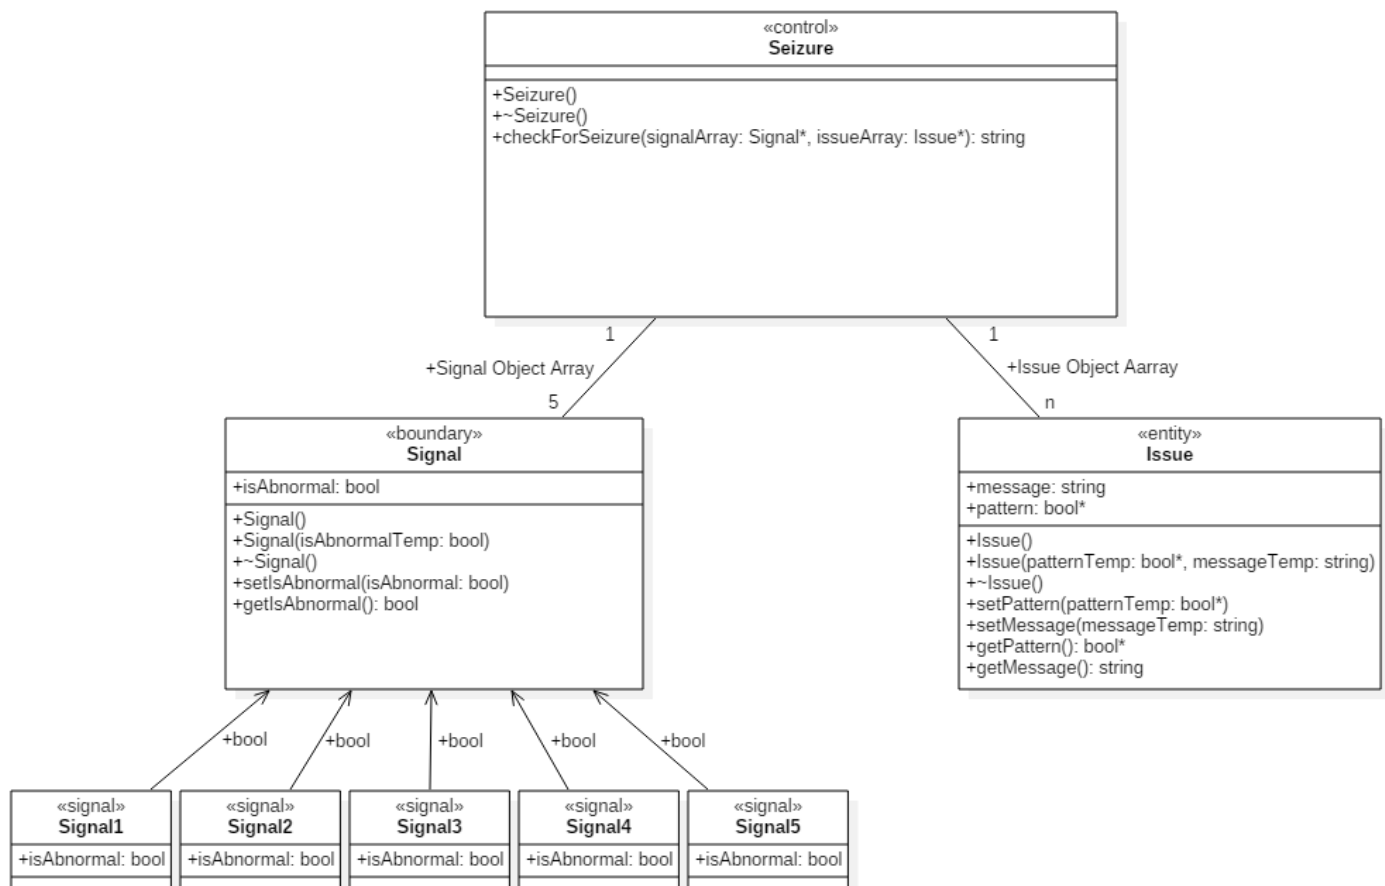 «control»
Seizure
+Seizure()
+~Seizure()
+checkForSeizure(signalArray: Signal*, issueArray: Issue*): string
1
1
+Signal Object Array
+Issue Object Aarray
5
n
«boundary»
Signal
+isAbnormal: bool
+Signal()
+Signal(isAbnormalTemp: bool)
+~Signal()
+setIsAbnormal(isAbnormal: bool)
+getIsAbnormal(): bool
«entity»
Issue
+message: string
+pattern: bool*
+Issue()
+Issue(patternTemp: bool*, messageTemp: string)
+~Issue()
+setPattern(patternTemp: bool*)
+setMessage(messageTemp: string)
+getPattern(): bool*
+getMessage(): string
+bool
+bool
+bool
+bool
+bool
«signal»
Signal1
+isAbnormal: bool
«signal»
Signal2
+isAbnormal: bool
«signal»
Signal3
+isAbnormal: bool
«signal»
Signal4
+isAbnormal: bool
«signal»
Signal5
+isAbnormal: bool